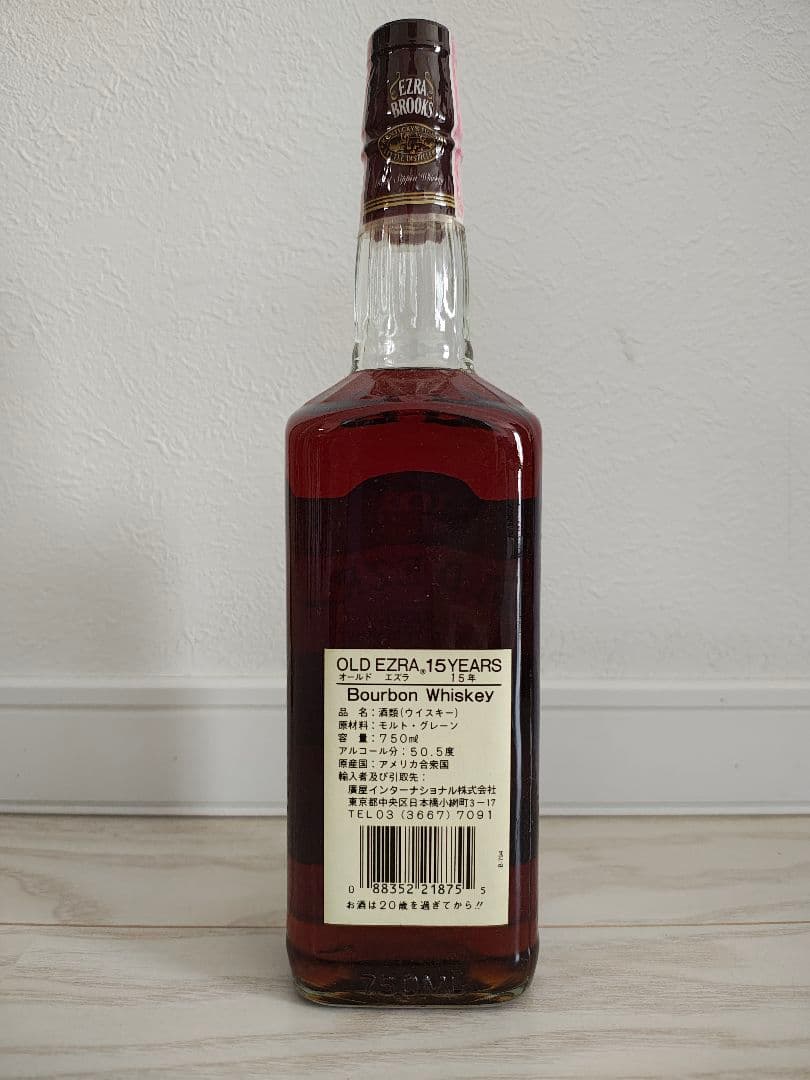 EZRA
BROOKS
Sippin' Whiskey
OLD EZRA® 15 YEARS
オールド エズラ 15年
Bourbon Whiskey
品 名:酒類(ウイスキー)
原材料:モルト・グレーン
容 量:750㎖
アルコール分:50.5度
原産国:アメリカ合衆国
輸入者及び引取先:
廣屋インターナショナル株式会社
東京都中央区日本橋小網町3-17
TEL03(3667)7091
B-794
0 88352 21875 5
お酒は20歳を過ぎてから!!
750ML